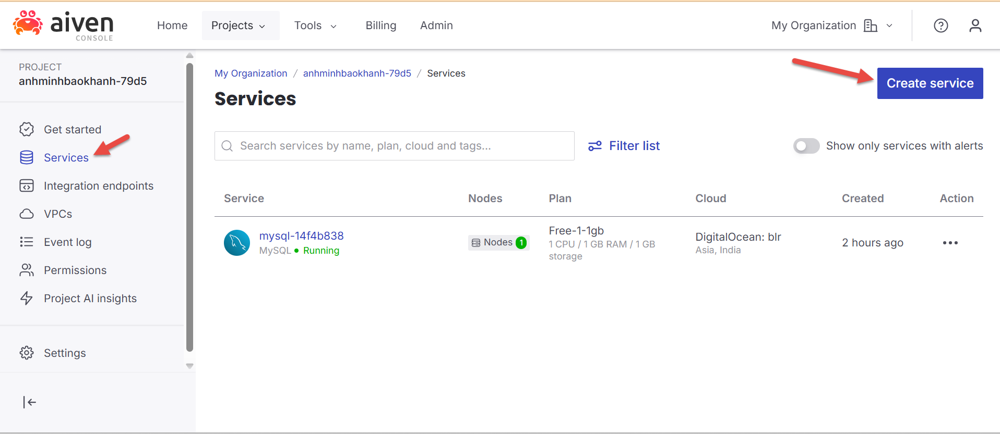 aiven
CONSOLE
Home
Projects
Tools
Billing
Admin
My Organization
PROJECT
anhminhbaokhanh-79d5
Get started
Services
Integration endpoints
VPCs
Event log
Permissions
Project AI insights
Settings
My Organization / anhminhbaokhanh-79d5 / Services
Services
Create service
Search services by name, plan, cloud and tags...
Filter list
Show only services with alerts
Service Nodes Plan Cloud Created Action
mysql-14f4b838
MySQL Running
Nodes 1
Free-1-1gb
1 CPU / 1 GB RAM / 1 GB
storage
DigitalOcean: blr
Asia, India
2 hours ago